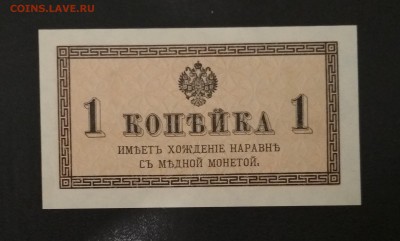 COINS.LAVE.RU
1 КОПѢЙКА 1
ИМѢЕТЪ ХОЖДЕНІЕ НАРАВНѢ
СЪ МѢДНОЙ МОНЕТОЙ.